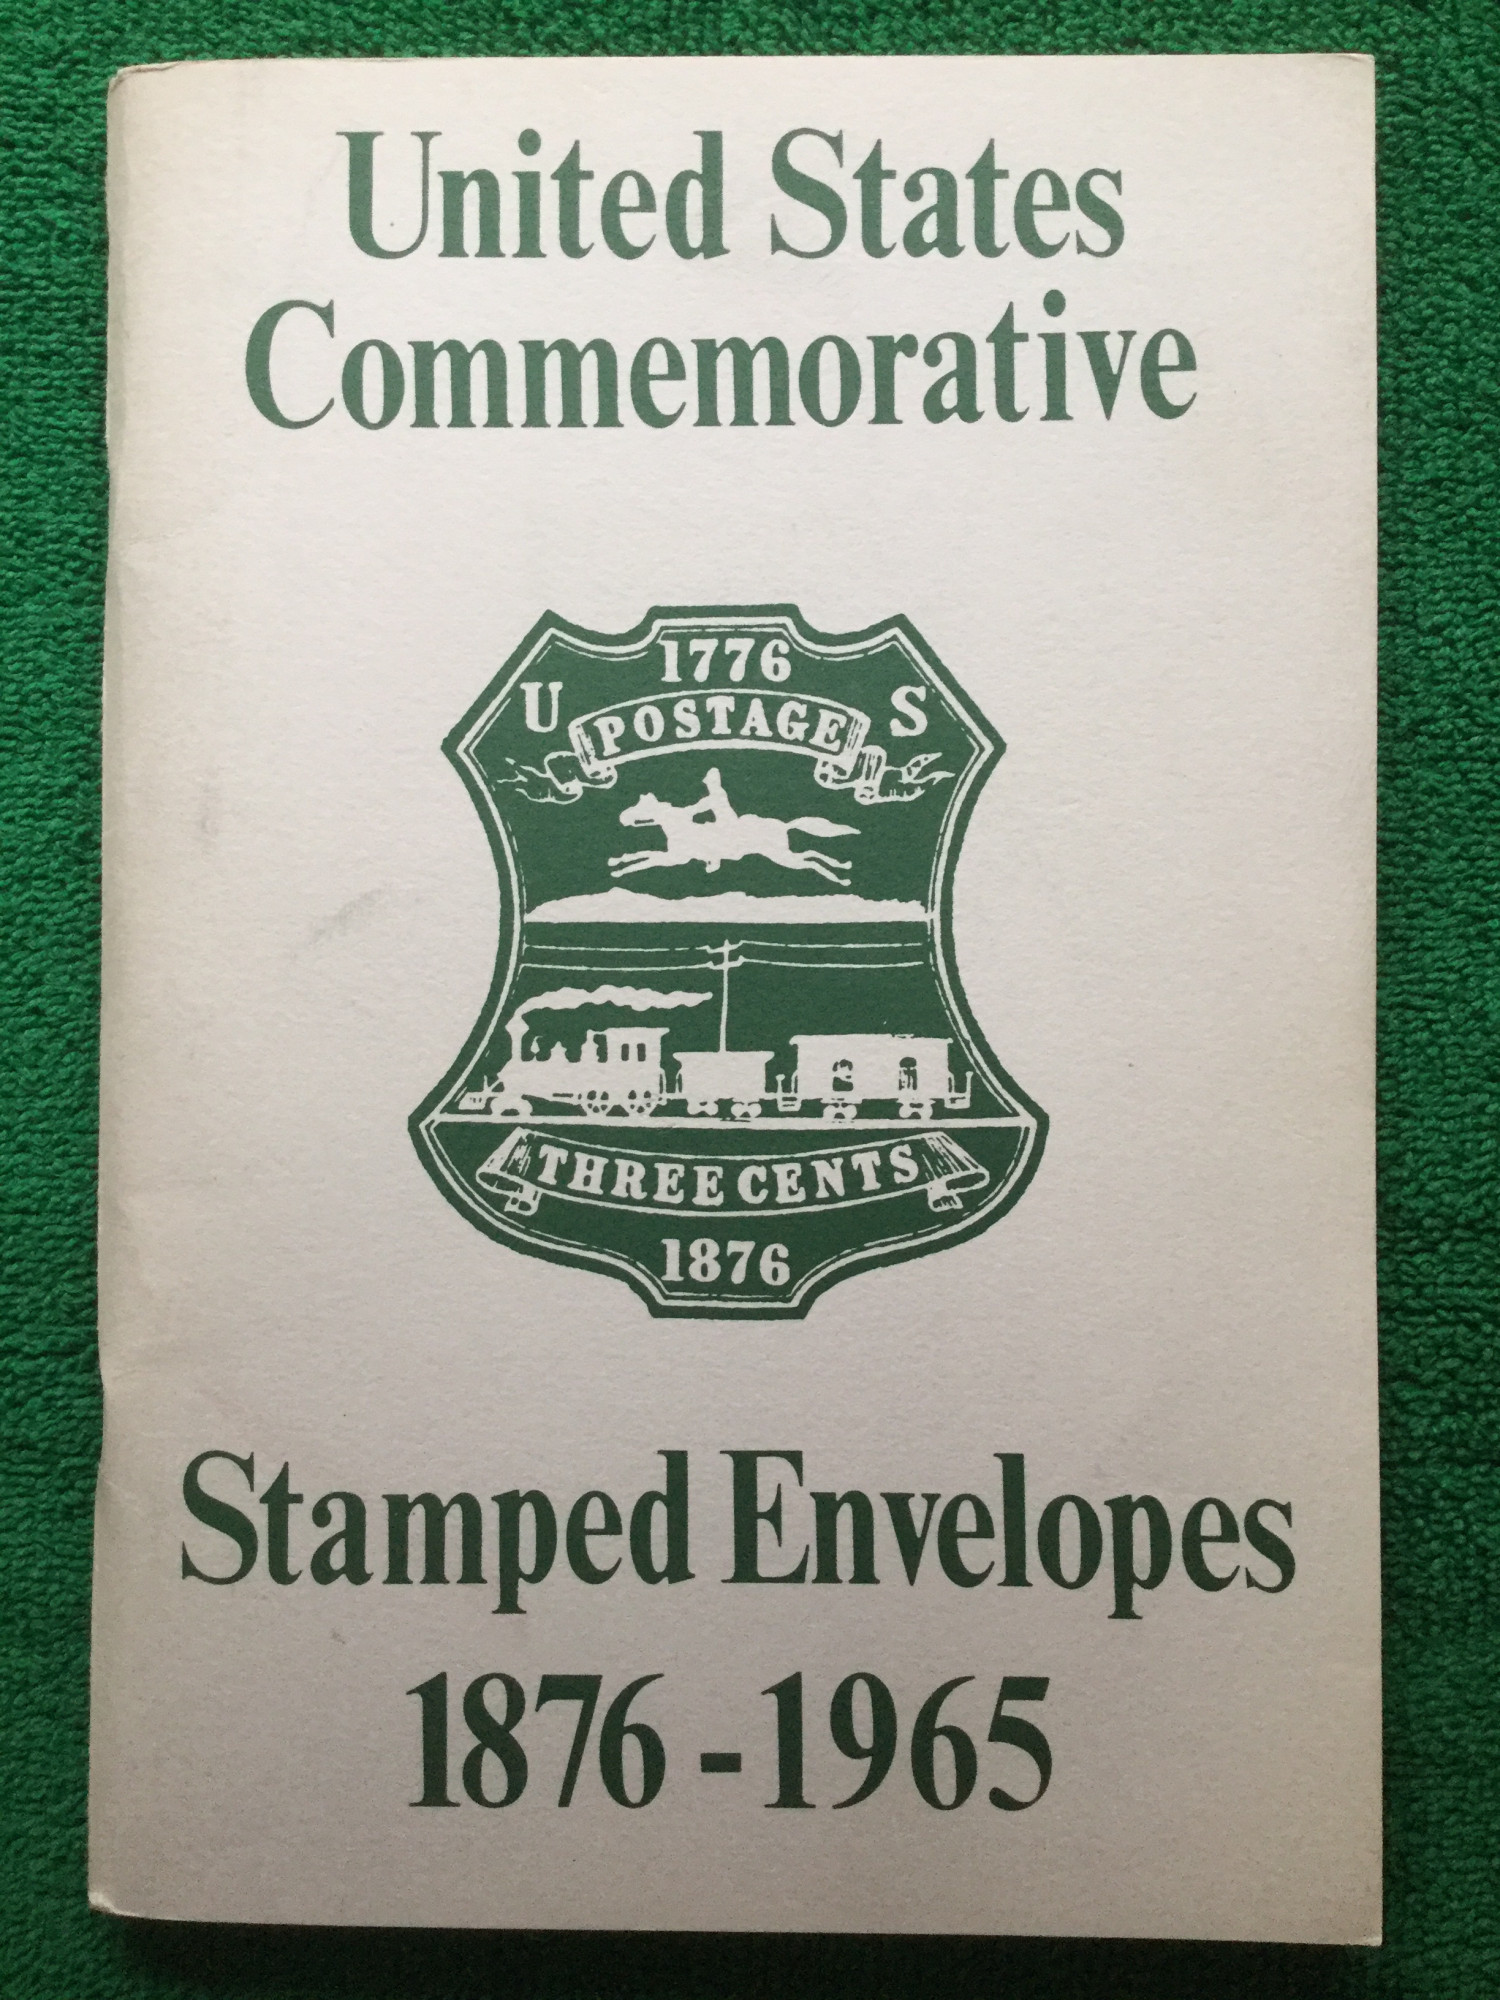 United States
Commemorative
1776
U S
POSTAGE
THREE CENTS
1876
Stamped Envelopes
1876-1965